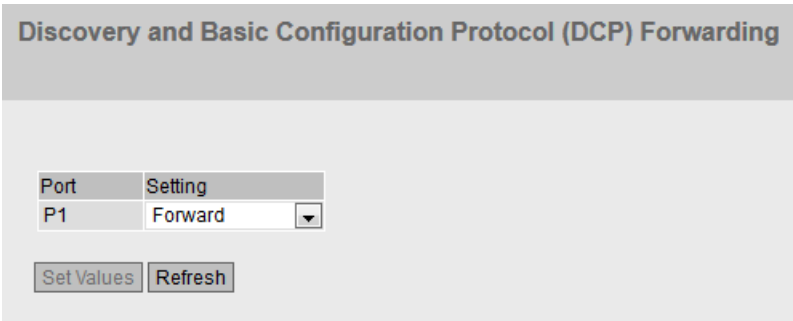 Discovery and Basic Configuration Protocol (DCP) Forwarding
Port Setting
P1 Forward
Set Values Refresh